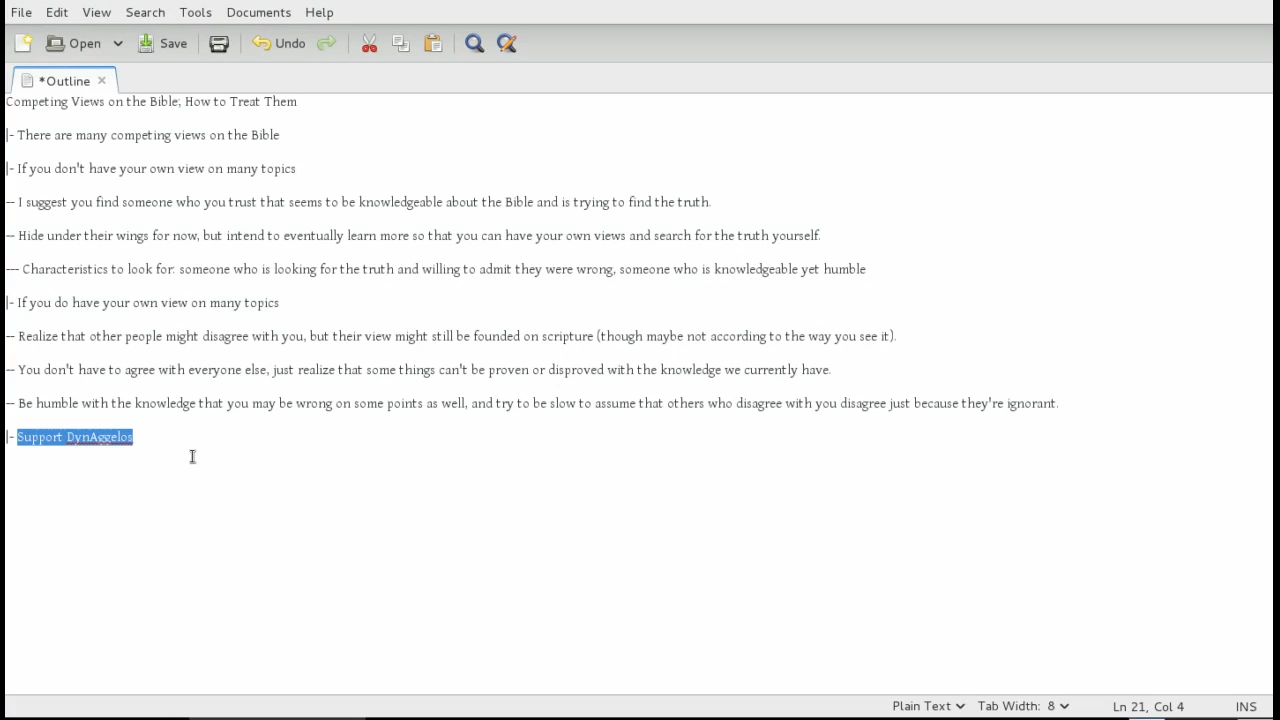 File Edit View Search Tools Documents Help
Open Save Undo
*Outline
Competing Views on the Bible; How to Treat Them
|- There are many competing views on the Bible
|- If you don't have your own view on many topics
-- I suggest you find someone who you trust that seems to be knowledgeable about the Bible and is trying to find the truth.
-- Hide under their wings for now, but intend to eventually learn more so that you can have your own views and search for the truth yourself.
--- Characteristics to look for: someone who is looking for the truth and willing to admit they were wrong, someone who is knowledgeable yet humble
|- If you do have your own view on many topics
-- Realize that other people might disagree with you, but their view might still be founded on scripture (though maybe not according to the way you see it).
-- You don't have to agree with everyone else, just realize that some things can't be proven or disproved with the knowledge we currently have.
-- Be humble with the knowledge that you may be wrong on some points as well, and try to be slow to assume that others who disagree with you disagree just because they're ignorant.
|- Support DynAggelos
Plain Text Tab Width: 8 Ln 21, Col 4 INS